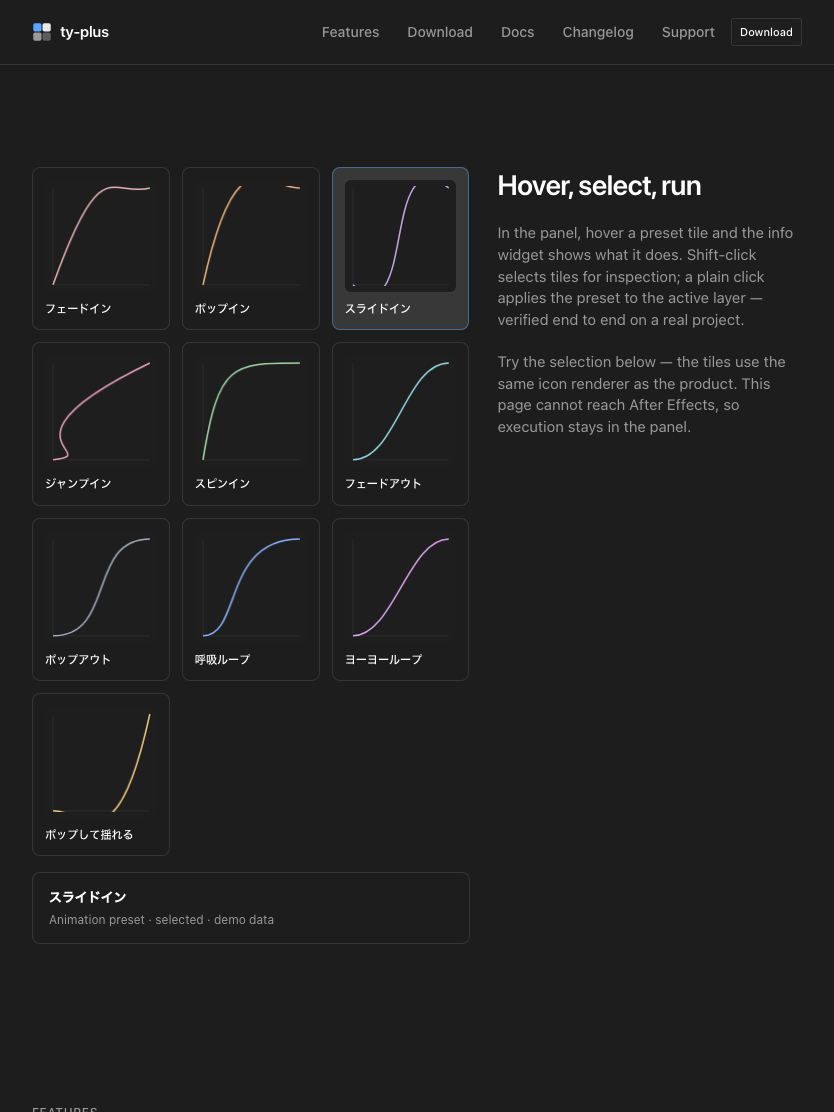 ty-plus
Features
Download
Docs
Changelog
Support
Download
フェードイン
ポップイン
スライドイン
ジャンプイン
スピンイン
フェードアウト
ポップアウト
呼吸ループ
ヨーヨーループ
ポップして揺れる
スライドイン
Animation preset · selected · demo data
Hover, select, run
In the panel, hover a preset tile and the info
widget shows what it does. Shift-click
selects tiles for inspection; a plain click
applies the preset to the active layer —
verified end to end on a real project.
Try the selection below — the tiles use the
same icon renderer as the product. This
page cannot reach After Effects, so
execution stays in the panel.
FEATURES